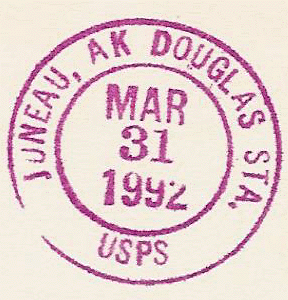 JUNEAU, AK DOUGLAS STA.
MAR
31
1992
USPS